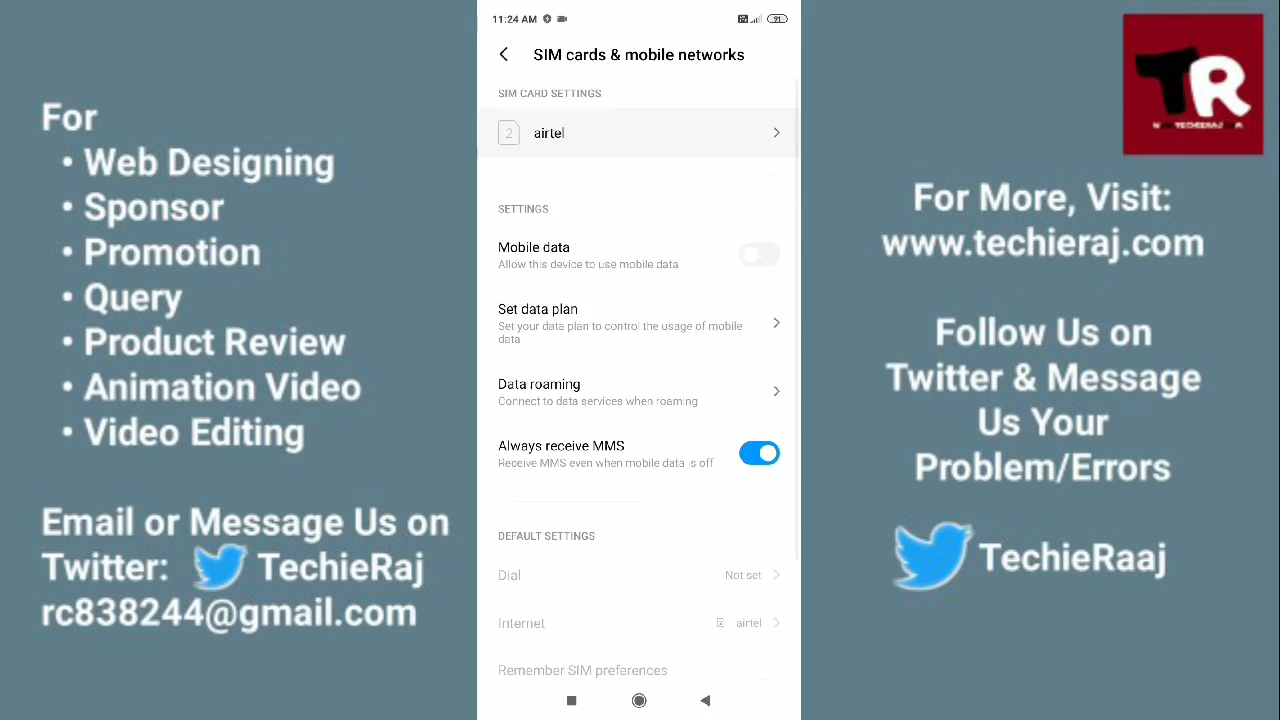 For
• Web Designing
• Sponsor
• Promotion
• Query
• Product Review
• Animation Video
• Video Editing
Email or Message Us on
Twitter: TechieRaj
rc838244@gmail.com
11:24 AM
91
SIM cards & mobile networks
SIM CARD SETTINGS
2 airtel
SETTINGS
Mobile data
Allow this device to use mobile data
Set data plan
Set your data plan to control the usage of mobile
data
Data roaming
Connect to data services when roaming
Always receive MMS
Receive MMS even when mobile data is off
DEFAULT SETTINGS
Dial Not set
Internet 2 airtel
Remember SIM preferences
TR
For More, Visit:
www.techieraj.com
Follow Us on
Twitter & Message
Us Your
Problem/Errors
TechieRaaj